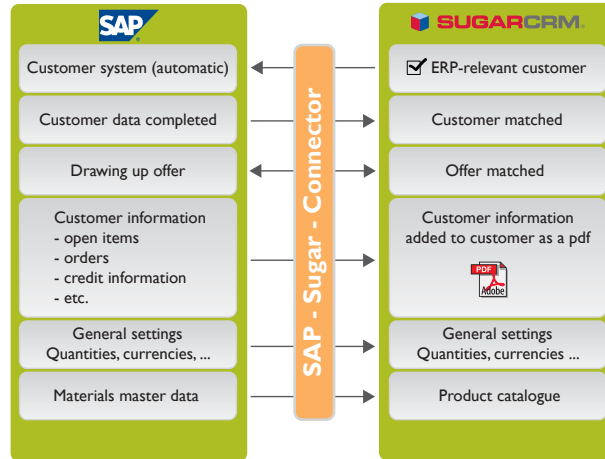 SAP
SUGARCRM.
Customer system (automatic)
ERP-relevant customer
Customer data completed
Customer matched
Drawing up offer
Offer matched
Customer information
- open items
- orders
- credit information
- etc.
Customer information
added to customer as a pdf
PDF
Adobe
General settings
Quantities, currencies, ...
General settings
Quantities, currencies ...
Materials master data
Product catalogue
SAP - Sugar - Connector